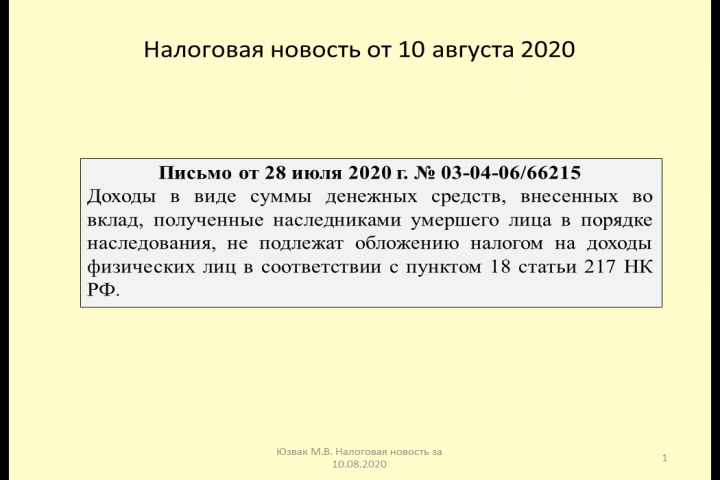 Налоговая новость от 10 августа 2020
Письмо от 28 июля 2020 г. № 03-04-06/66215
Доходы в виде суммы денежных средств, внесенных во
вклад, полученные наследниками умершего лица в порядке
наследования, не подлежат обложению налогом на доходы
физических лиц в соответствии с пунктом 18 статьи 217 НК
РФ.
Юзвак М.В. Налоговая новость за
10.08.2020
1